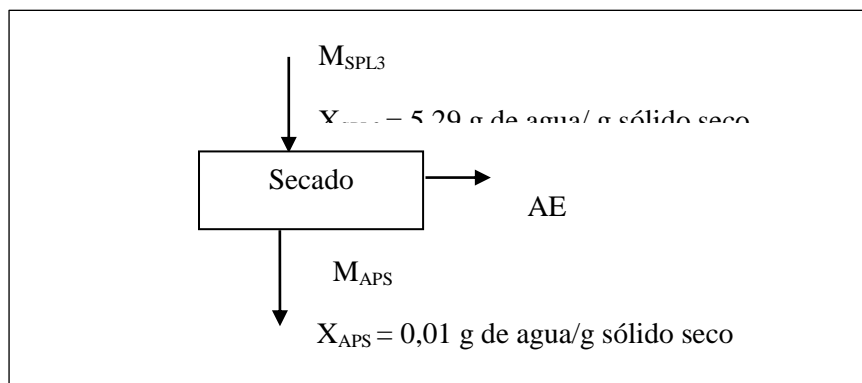 M_SPL3
= 5,29 g de agua/ g sólido seco
Secado
AE
M_APS
X_APS = 0,01 g de agua/g sólido seco